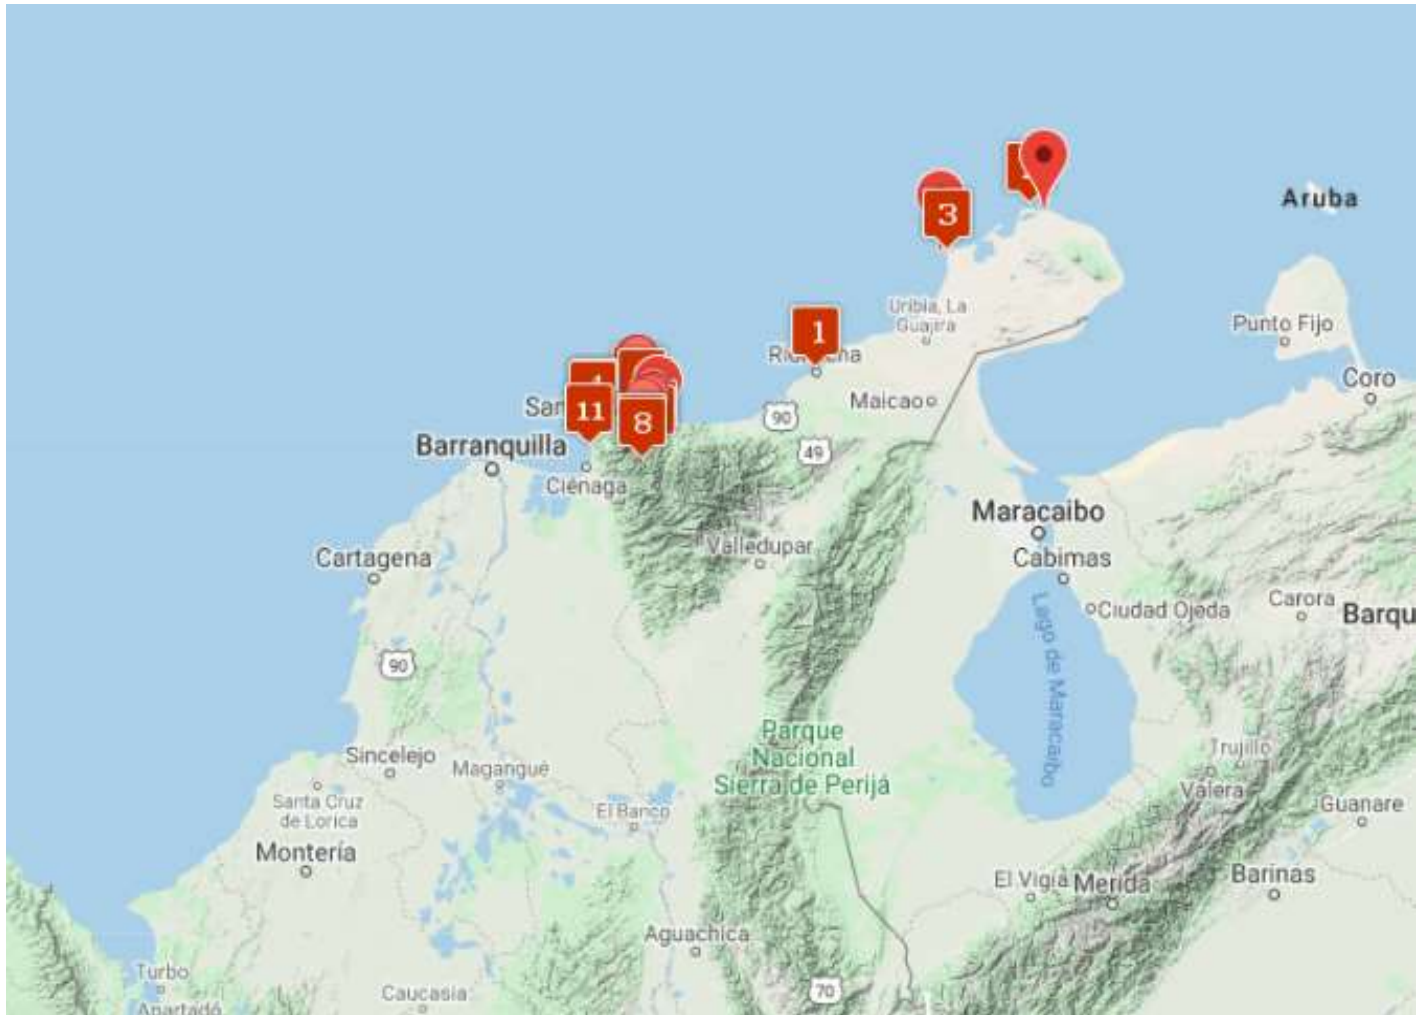 Aruba
3
Uribia, La
Guajira
Punto Fijo
1
Coro
Maicao
11
90
8
Barranquilla
49
Ciénaga
Maracaibo
Valledupar
Cartagena
Cabimas
Ciudad Ojeda
Carora
Barqu
Lago de Maracaibo
90
Parque
Nacional
Sierra de Perijá
Sincelejo
Magangué
Trujillo
Valera
Santa Cruz
de Lorica
El Banco
Guanare
Montería
El Vigía
Merida
Barinas
Aguachica
Turbo
Caucasia
70
Apartadó